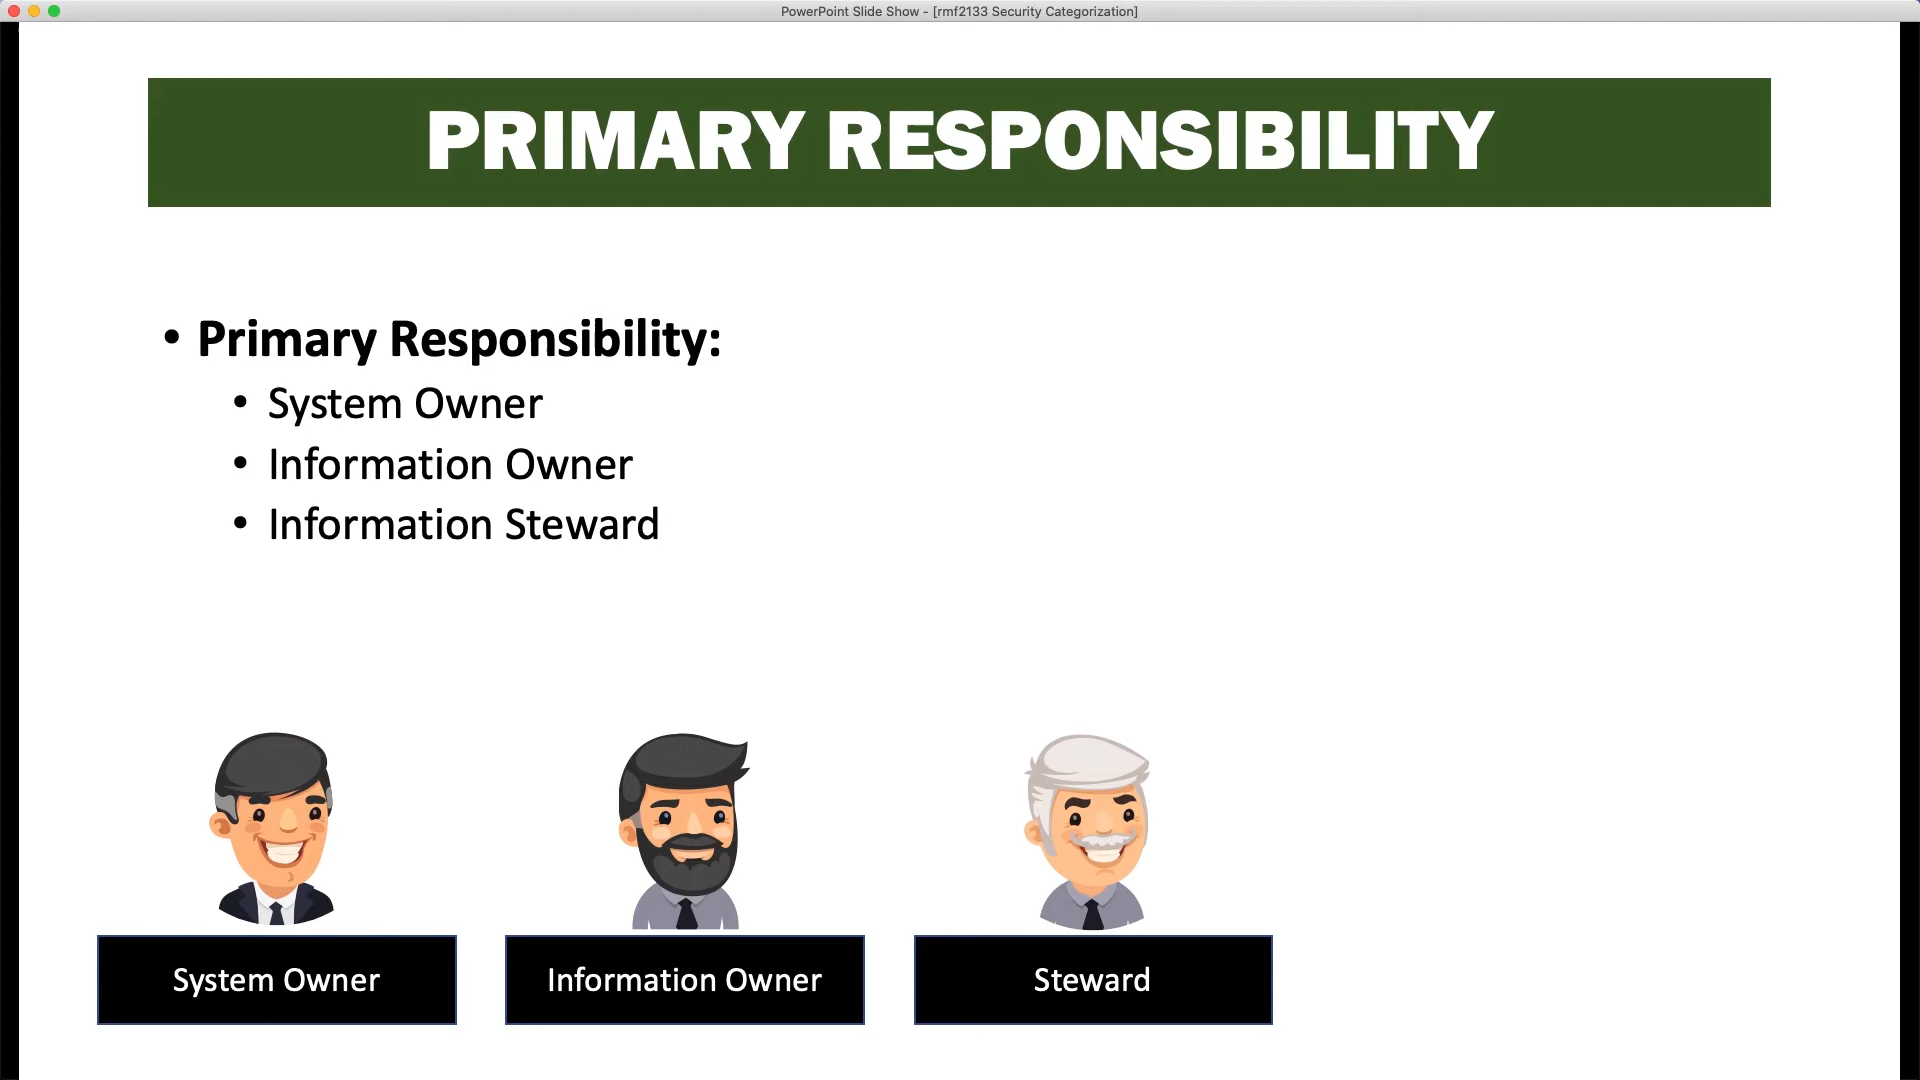 PowerPoint Slide Show - [rmf2133 Security Categorization]
PRIMARY RESPONSIBILITY
• Primary Responsibility:
• System Owner
• Information Owner
• Information Steward
System Owner
Information Owner
Steward